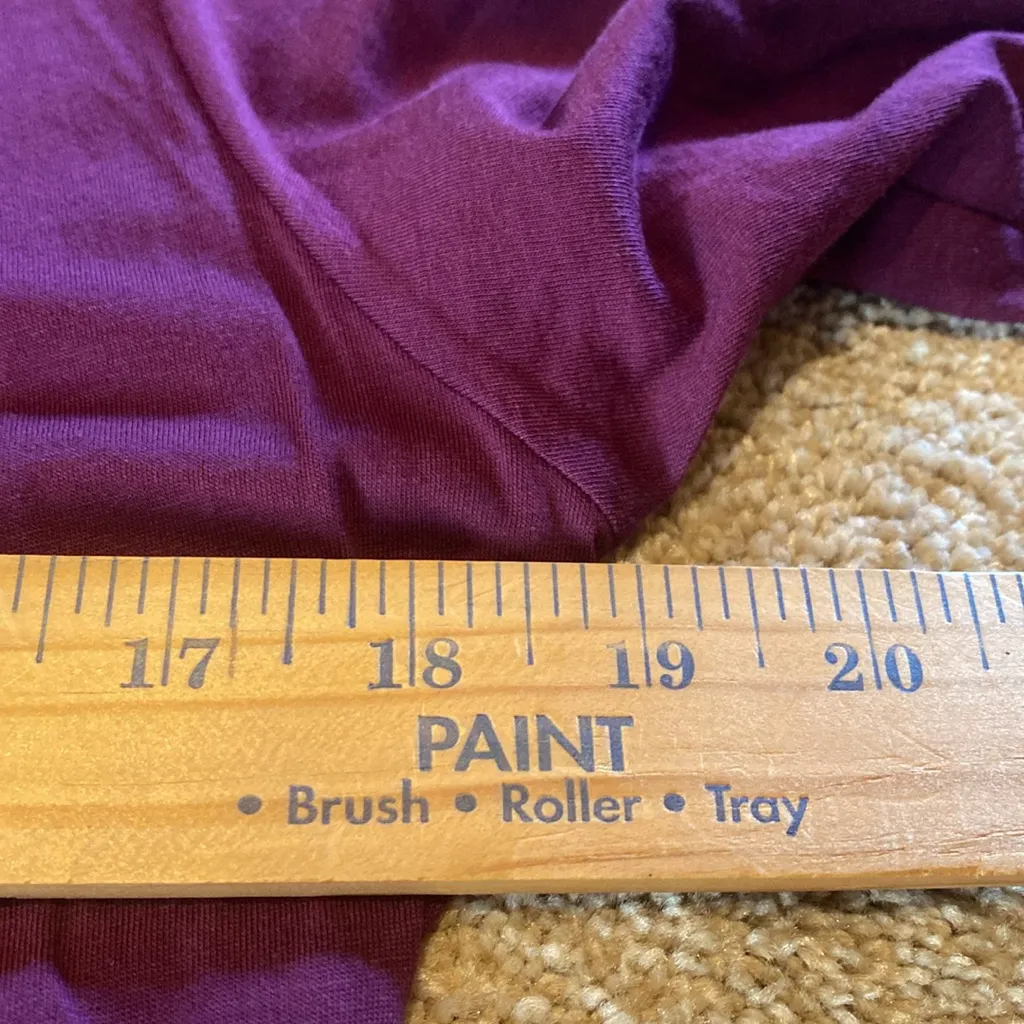 17 18 19 20
PAINT
• Brush • Roller • Tray